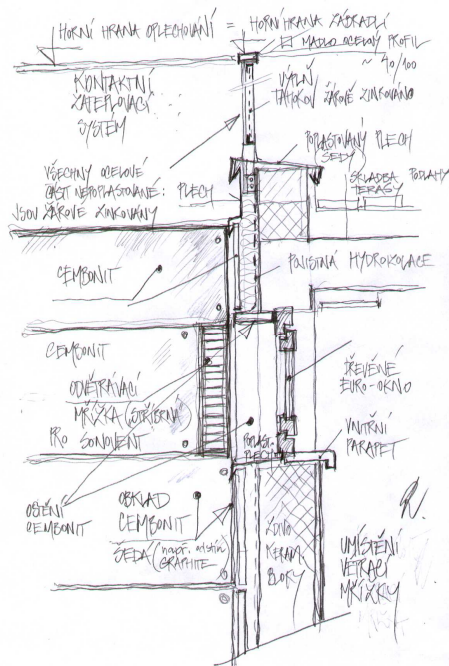 HORNÍ HRANA OPLECHOVÁNÍ = HORNÍ HRANA ZÁBRADLÍ
MADLO OCELOVÝ PROFIL
~ 40/100
KONTAKTNÍ
ZATEPLOVACÍ
SYSTÉM
VÝPLŇ
TAHOKOV ŽÁROVĚ ZINKOVÁNO
POPLASTOVANÝ PLECH
ŠEDÝ
VŠECHNY OCELOVÉ
ČÁSTI NEPOPLASTOVANÉ:
JSOU ŽÁROVĚ ZINKOVÁNY
PLECH
SKLADBA PODLAHY
TERASY
CEMBONIT
POJISTNÁ HYDROIZOLACE
CEMBONIT
ODVĚTRÁVACÍ
MŘÍŽKA (STŘÍBRNÁ)
PRO SONOVENT
DŘEVĚNÉ
EURO-OKNO
VNITŘNÍ
PARAPET
POPLAST.
PLECH
OSTĚNÍ
CEMBONIT
OBKLAD
CEMBONIT
ŠEDÁ (např. odstín
GRAPHITE)
ZDIVO
KERAM.
BLOKY
UMÍSTĚNÍ
VĚTRACÍ
MŘÍŽKY